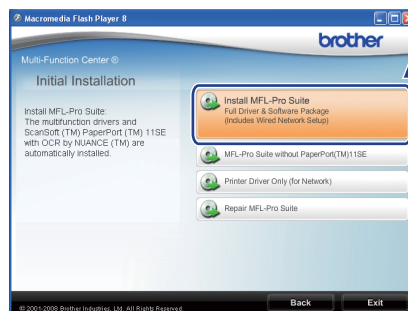 Macromedia Flash Player 8
brother
Multi-Function Center ®
Initial Installation
Install MFL-Pro Suite:
The multifunction drivers and
ScanSoft (TM) PaperPort (TM) 11SE
with OCR by NUANCE (TM) are
automatically installed.
Install MFL-Pro Suite
Full Driver & Software Package
(Includes Wired Network Setup)
MFL-Pro Suite without PaperPort(TM)11SE
Printer Driver Only (for Network)
Repair MFL-Pro Suite
Back
Exit
© 2001-2008 Brother Industries, Ltd. All Rights Reserved.